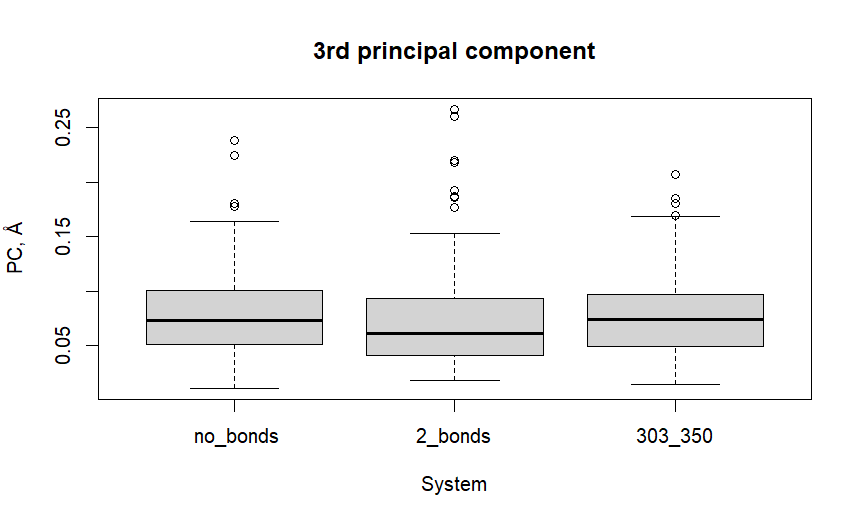 3rd principal component
PC, Å
0.25
0.15
0.05
no_bonds 2_bonds 303_350
System